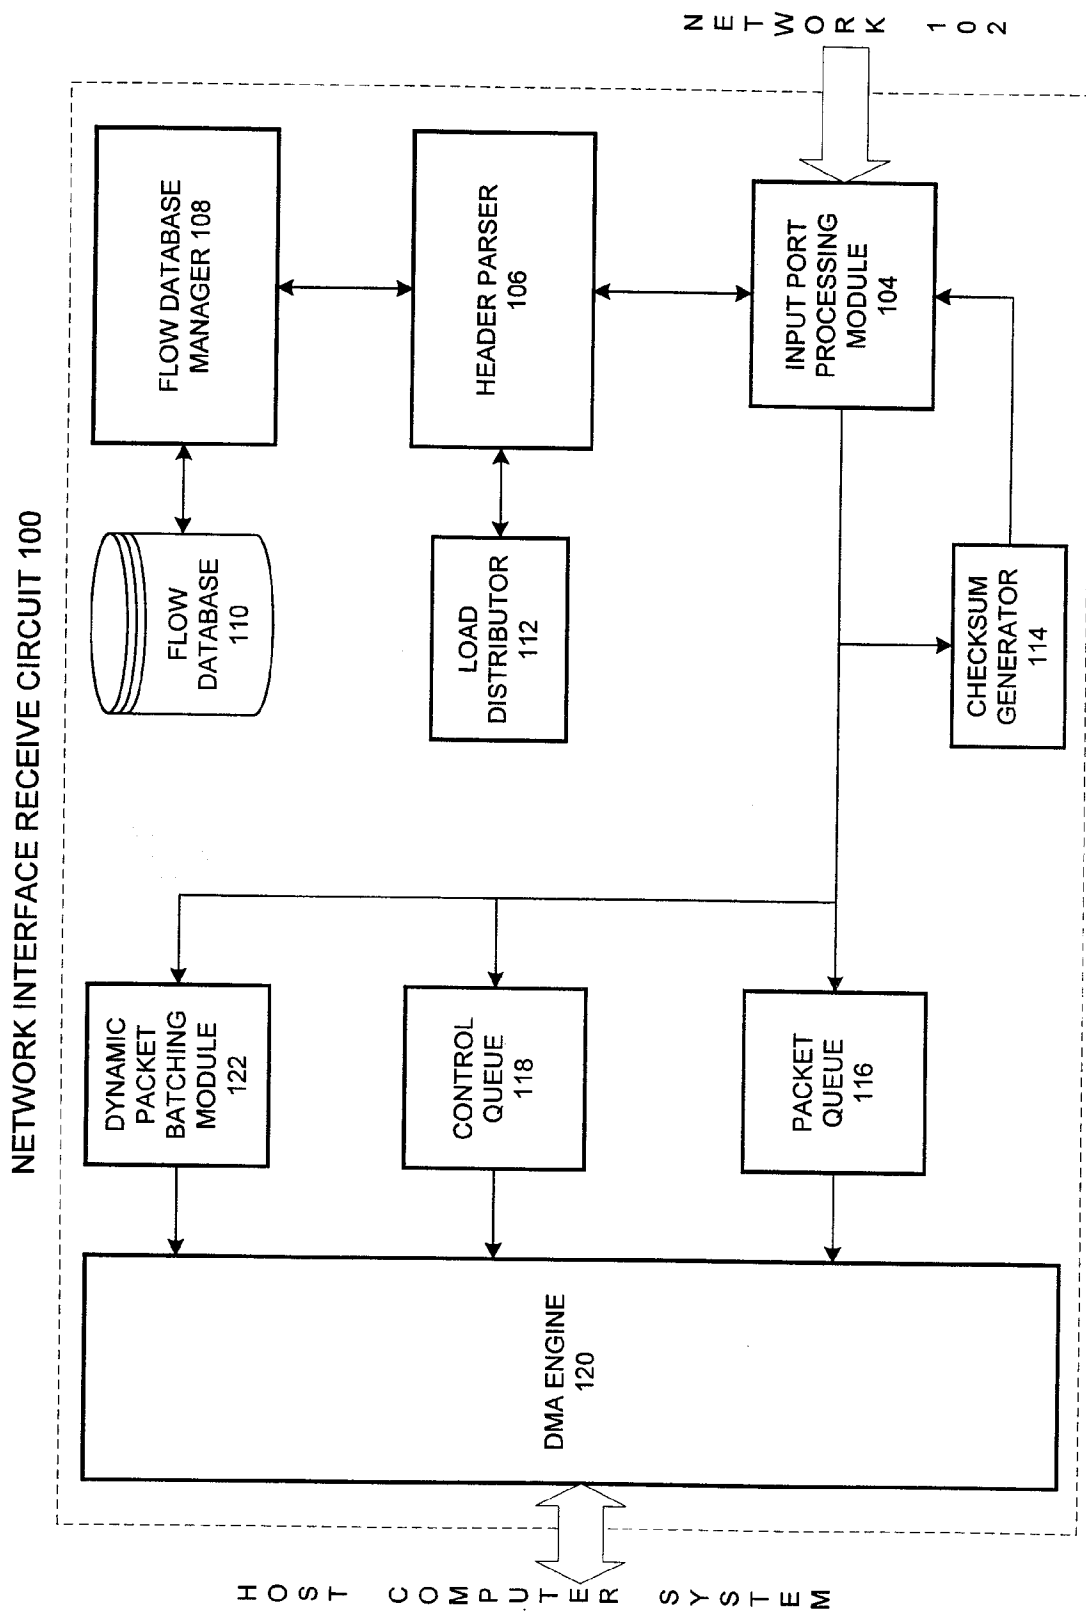 NETWORK INTERFACE RECEIVE CIRCUIT 100
HOST COMPUTER SYSTEM
DMA ENGINE
120
DYNAMIC
PACKET
BATCHING
MODULE
122
CONTROL
QUEUE
118
PACKET
QUEUE
116
FLOW
DATABASE
110
LOAD
DISTRIBUTOR
112
CHECKSUM
GENERATOR
114
FLOW DATABASE
MANAGER 108
HEADER PARSER
106
INPUT PORT
PROCESSING
MODULE
104
NETWORK 102